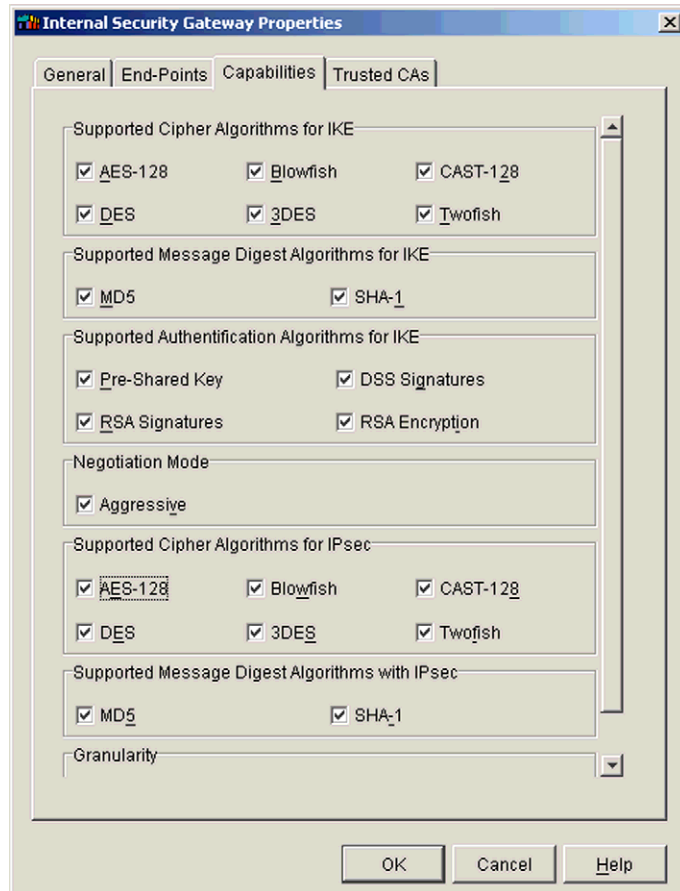 Internal Security Gateway Properties
General End-Points Capabilities Trusted CAs
Supported Cipher Algorithms for IKE
AES-128 Blowfish CAST-128
DES 3DES Twofish
Supported Message Digest Algorithms for IKE
MD5 SHA-1
Supported Authentification Algorithms for IKE
Pre-Shared Key DSS Signatures
RSA Signatures RSA Encryption
Negotiation Mode
Aggressive
Supported Cipher Algorithms for IPsec
AES-128 Blowfish CAST-128
DES 3DES Twofish
Supported Message Digest Algorithms with IPsec
MD5 SHA-1
Granularity
OK Cancel Help